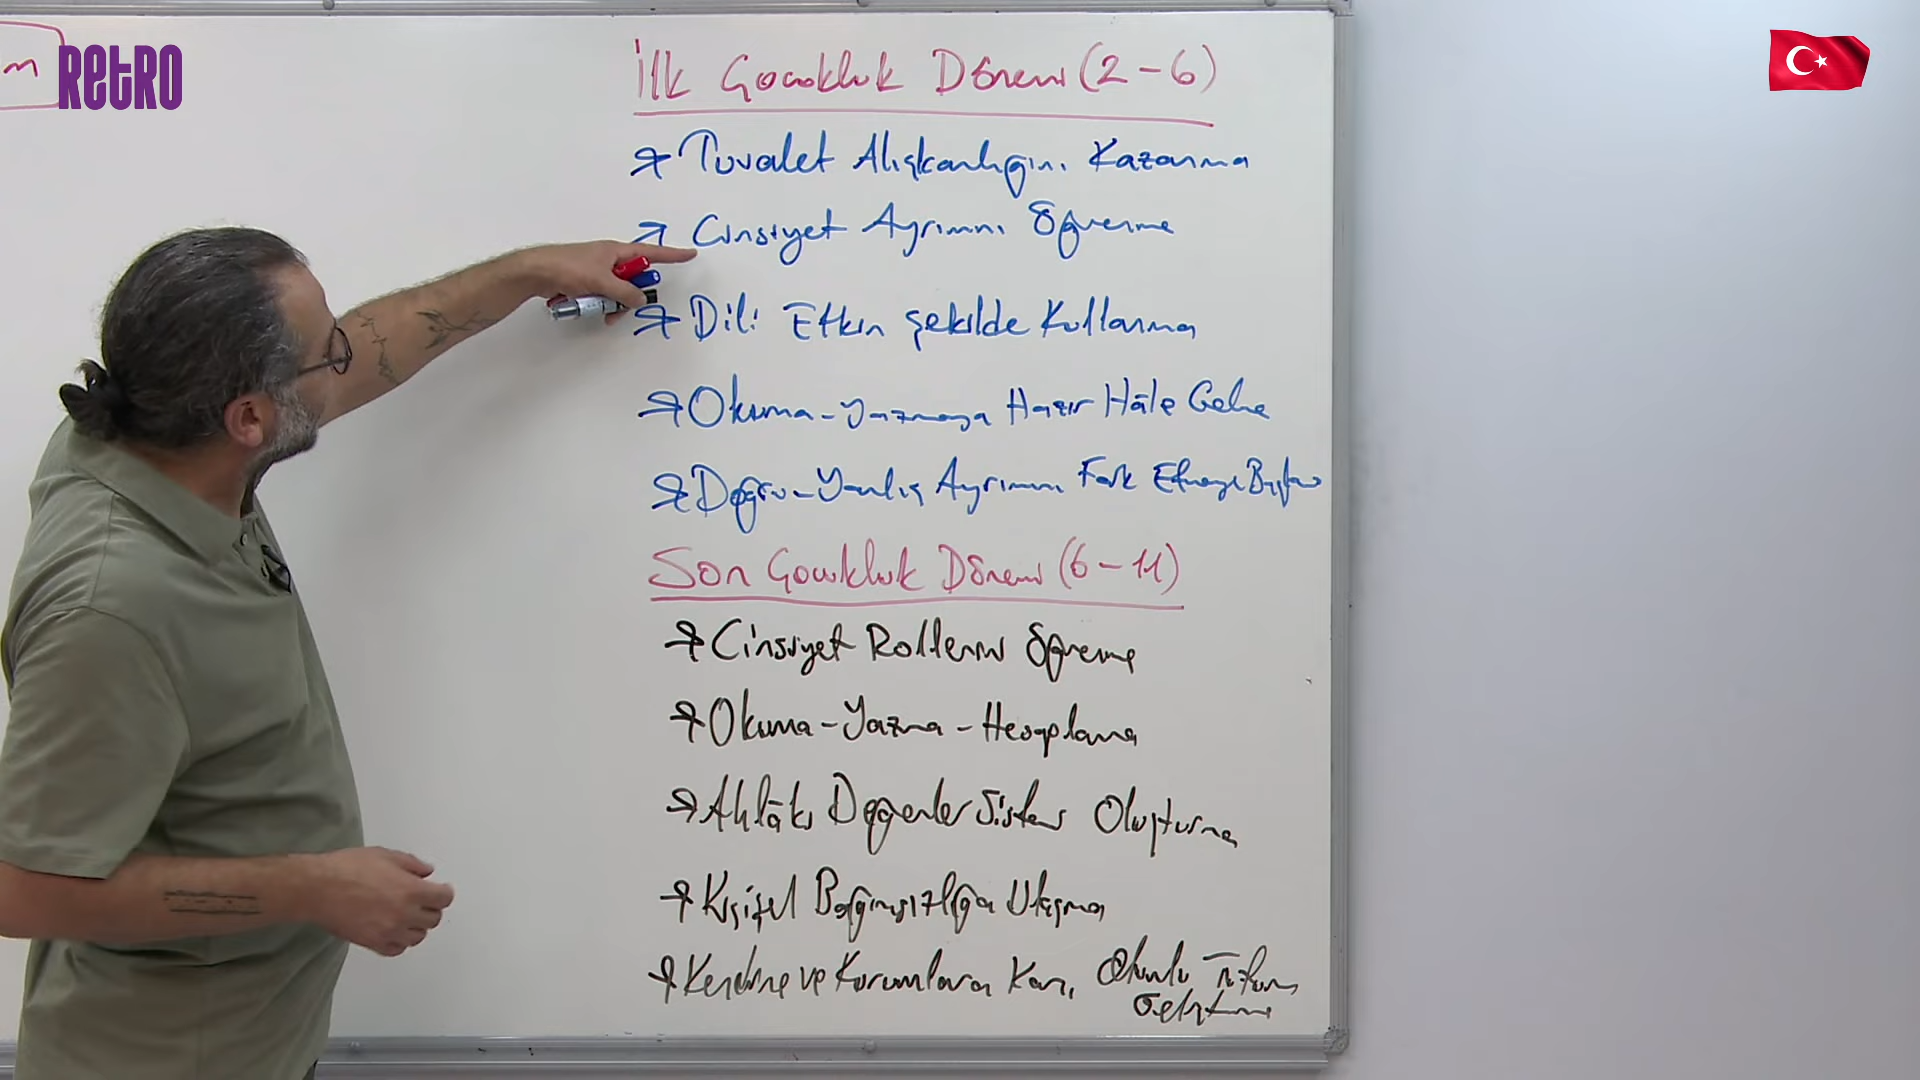 m
RETRO
İlk Çocukluk Dönemi (2-6)
→ Tuvalet Alışkanlığını Kazanma
→ Cinsiyet Ayrımını Öğrenme
→ Dili Etkin Şekilde Kullanma
→ Okuma-Yazmaya Hazır Hâle Gelme
→ Doğru-Yanlış Ayrımını Fark Etmeye Başlama
Son Çocukluk Dönemi (6-11)
→ Cinsiyet Rollerini Öğrenme
→ Okuma-Yazma-Hesaplama
→ Ahlâki Değerler Sistemi Oluşturma
→ Kişisel Bağımsızlığa Ulaşma
→ Kendine ve Kurumlara Karşı Olumlu Tutum
Geliştirme